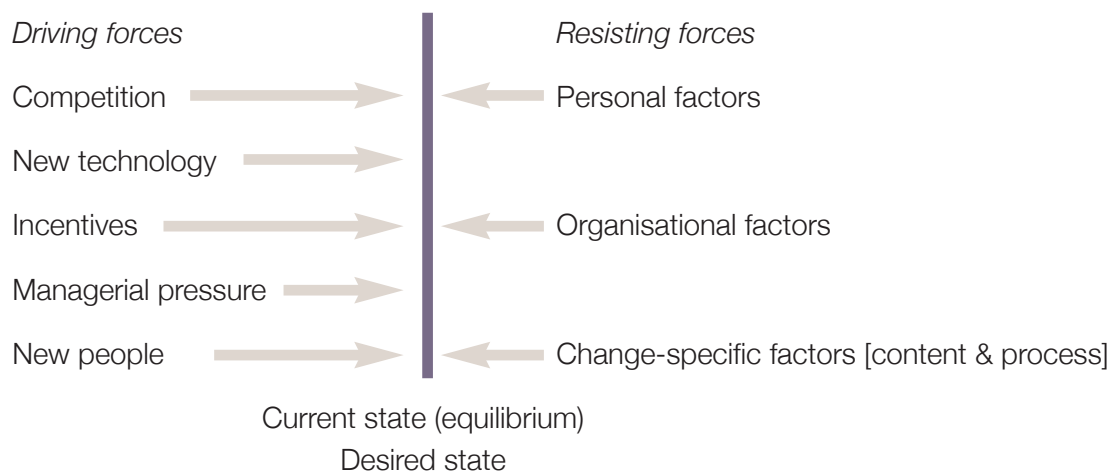 Driving forces
Resisting forces
Competition
Personal factors
New technology
Incentives
Organisational factors
Managerial pressure
New people
Change-specific factors [content & process]
Current state (equilibrium)
Desired state